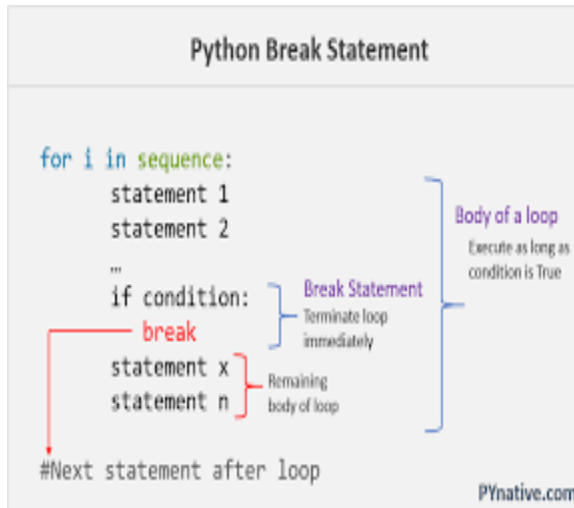 Python Break Statement
for i in sequence:
statement 1
statement 2
…
if condition:
break
statement x
statement n
#Next statement after loop
Break Statement
Terminate loop
immediately
Remaining
body of loop
Body of a loop
Execute as long as
condition is True
PYnative.com